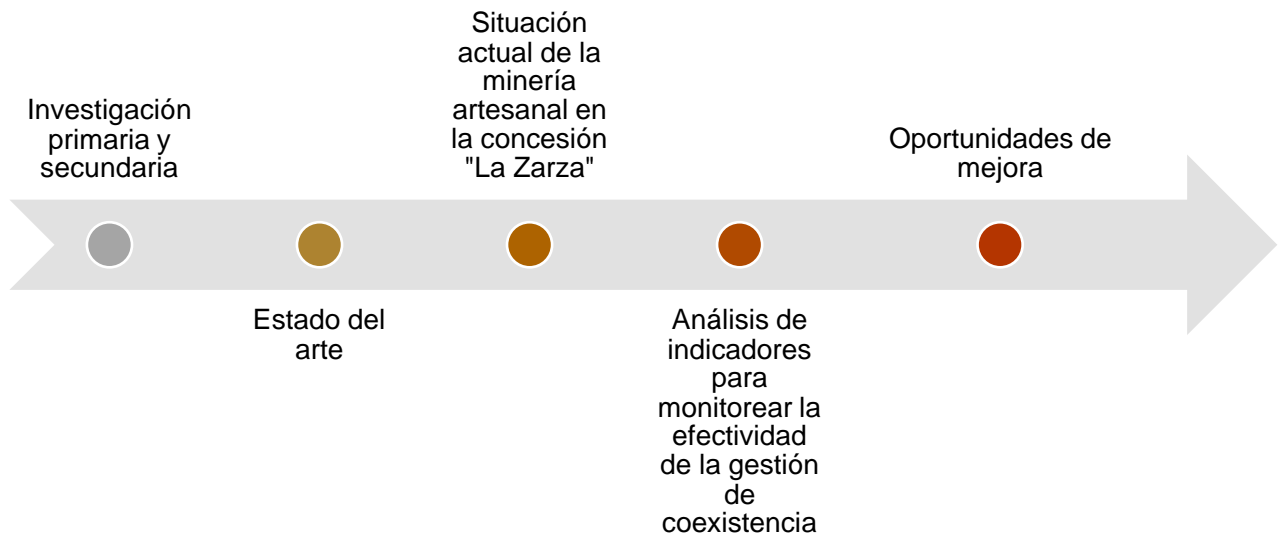 Investigación
primaria y
secundaria
Estado del
arte
Situación
actual de la
minería
artesanal en
la concesión
"La Zarza"
Análisis de
indicadores
para
monitorear la
efectividad
de la gestión
de
coexistencia
Oportunidades de
mejora